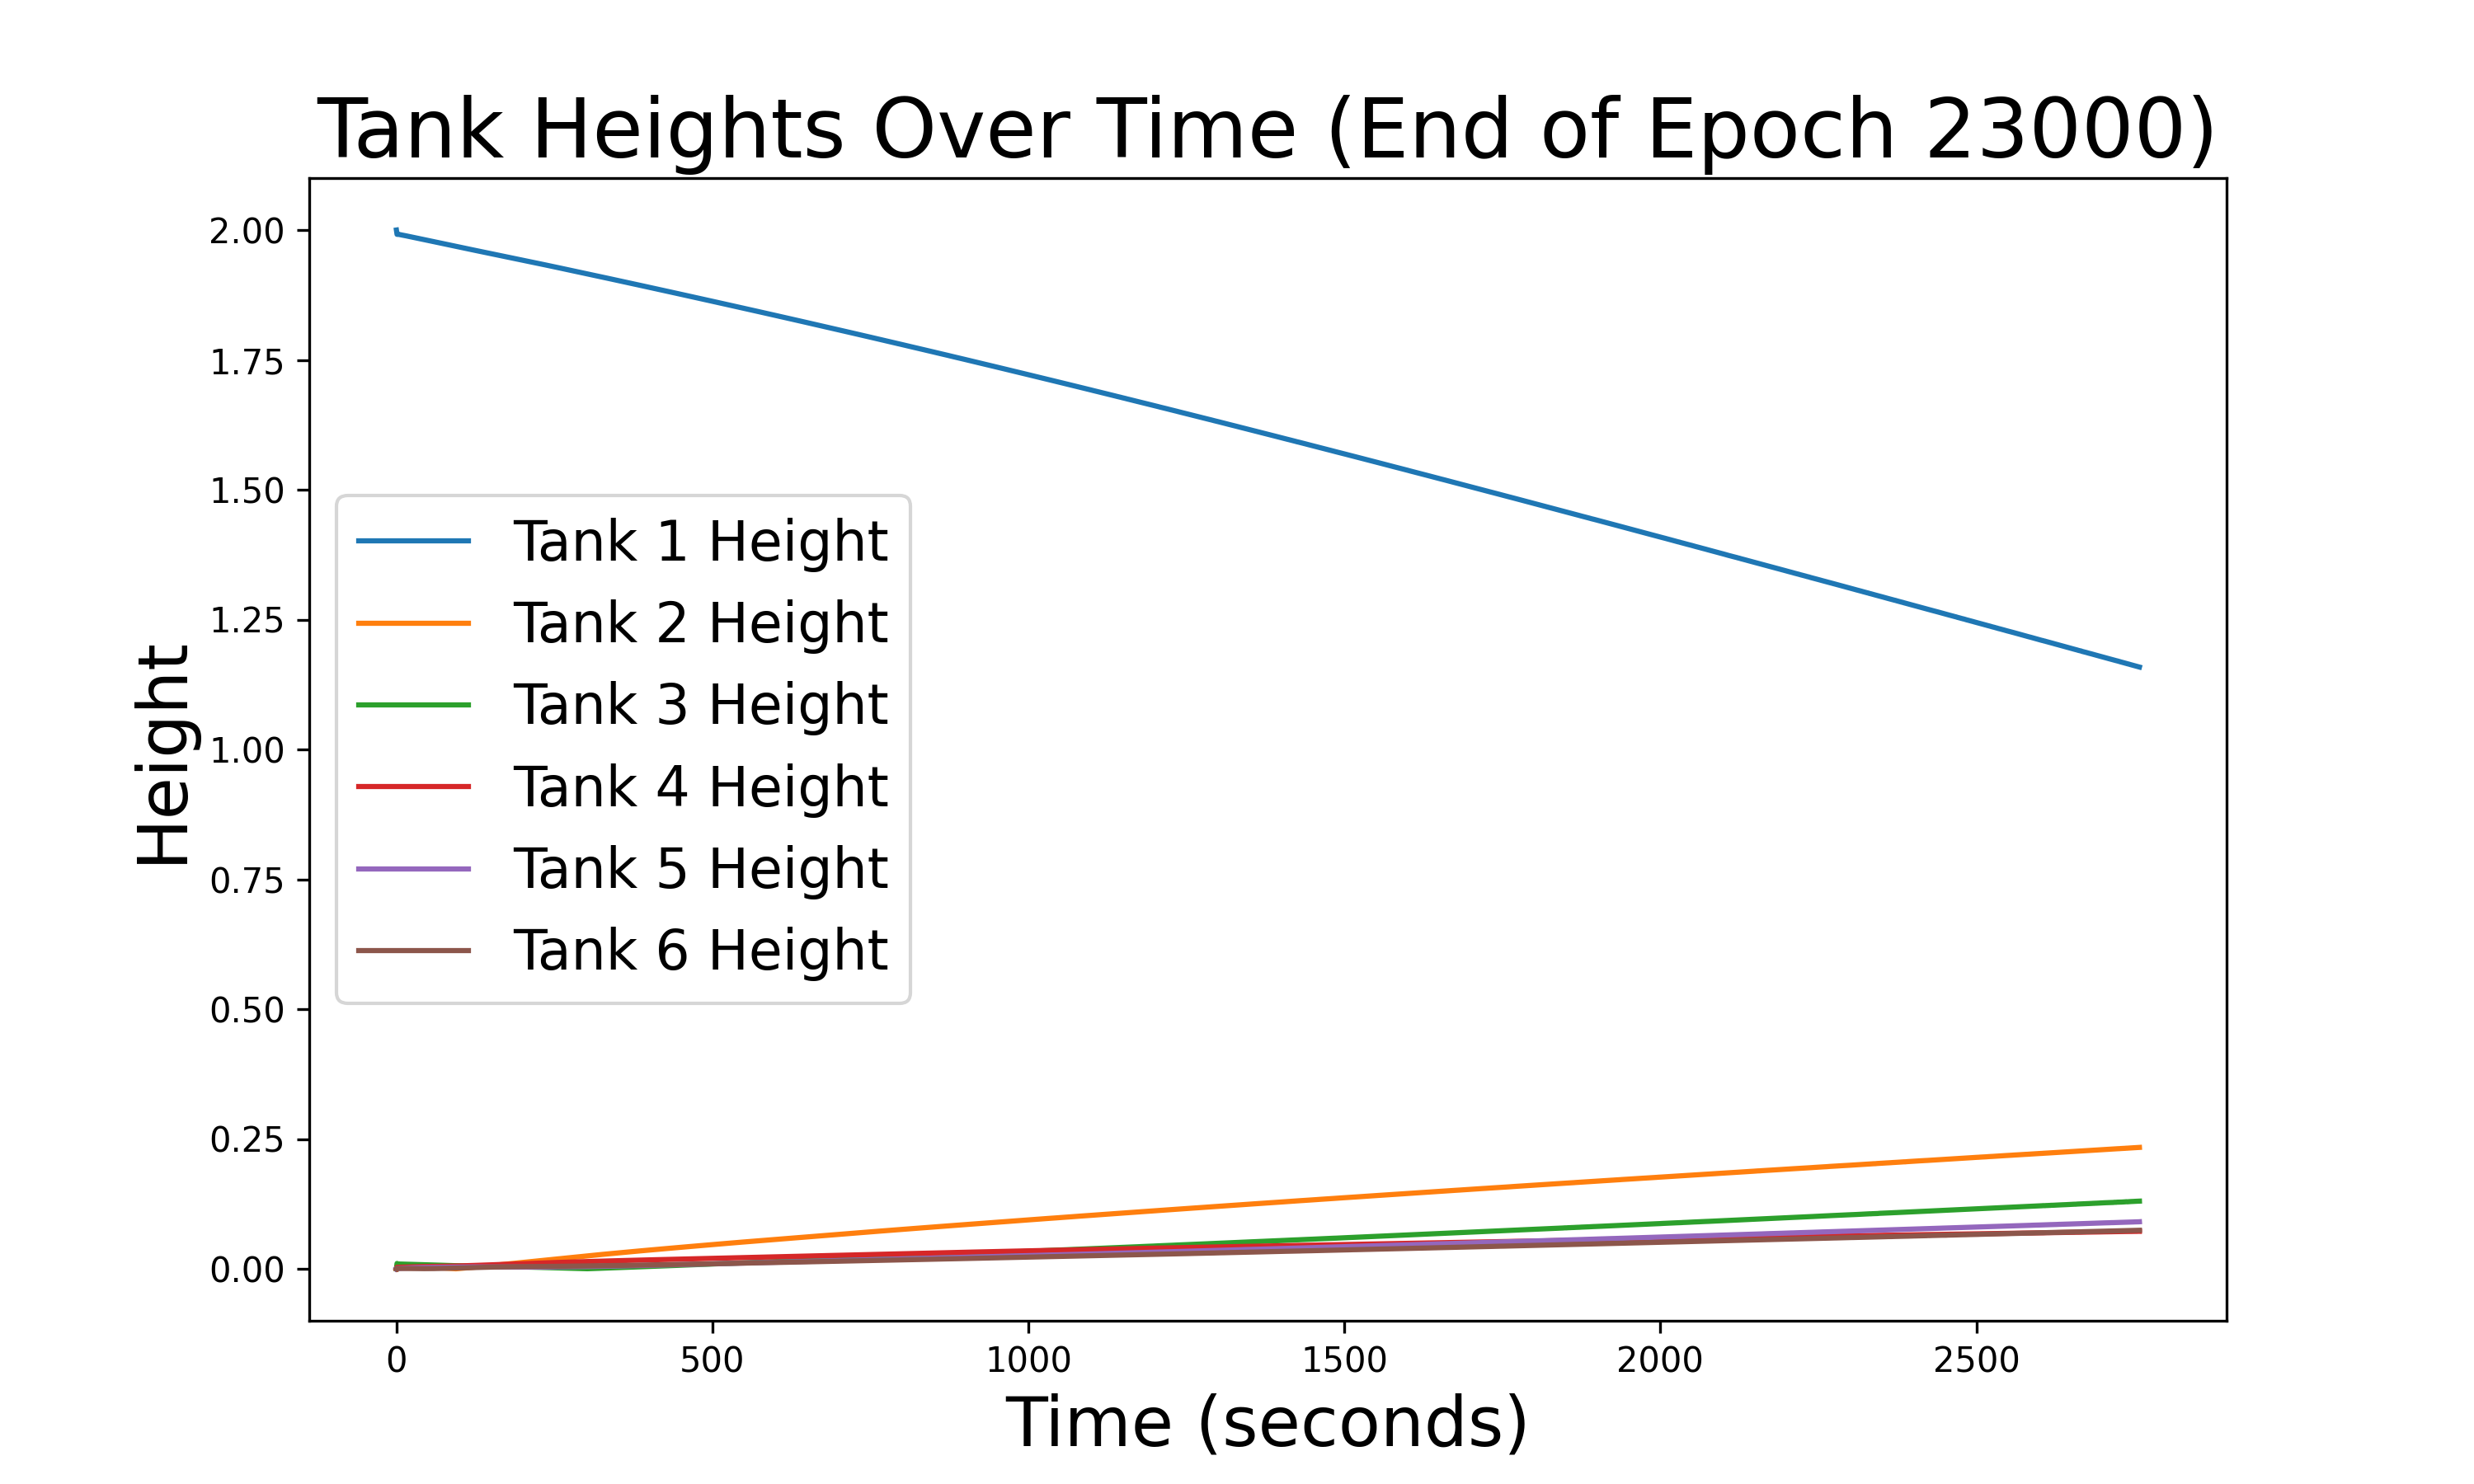 Tank Heights Over Time (End of Epoch 23000)
Height
2.00
1.75
1.50
1.25
1.00
0.75
0.50
0.25
0.00
Tank 1 Height
Tank 2 Height
Tank 3 Height
Tank 4 Height
Tank 5 Height
Tank 6 Height
0 500 1000 1500 2000 2500
Time (seconds)